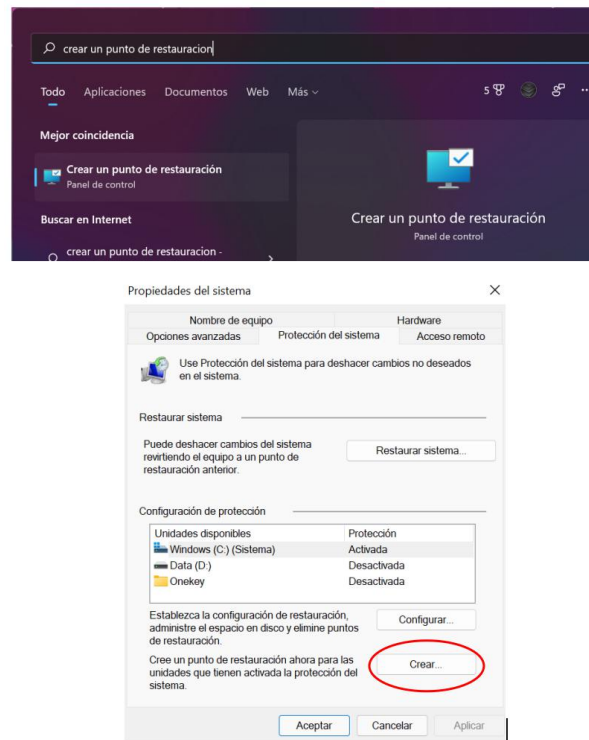 crear un punto de restauracion
Todo Aplicaciones Documentos Web Más 5 ...
Mejor coincidencia
Crear un punto de restauración
Panel de control
Crear un punto de restauración
Panel de control
Buscar en Internet
crear un punto de restauracion -
Propiedades del sistema
Nombre de equipo Hardware
Opciones avanzadas Protección del sistema Acceso remoto
Use Protección del sistema para deshacer cambios no deseados
en el sistema.
Restaurar sistema
Puede deshacer cambios del sistema
revirtiendo el equipo a un punto de
restauración anterior.
Restaurar sistema...
Configuración de protección
Unidades disponibles Protección
Windows (C:) (Sistema) Activada
Data (D:) Desactivada
Onekey Desactivada
Establezca la configuración de restauración,
administre el espacio en disco y elimine puntos
de restauración.
Configurar...
Cree un punto de restauración ahora para las
unidades que tienen activada la protección del
sistema.
Crear...
Aceptar Cancelar Aplicar